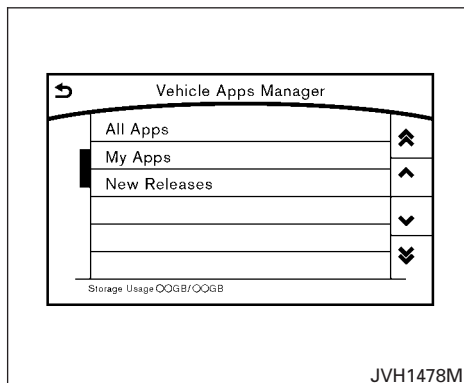 Vehicle Apps Manager
All Apps
My Apps
New Releases
Storage Usage ○○GB/○○GB
JVH1478M